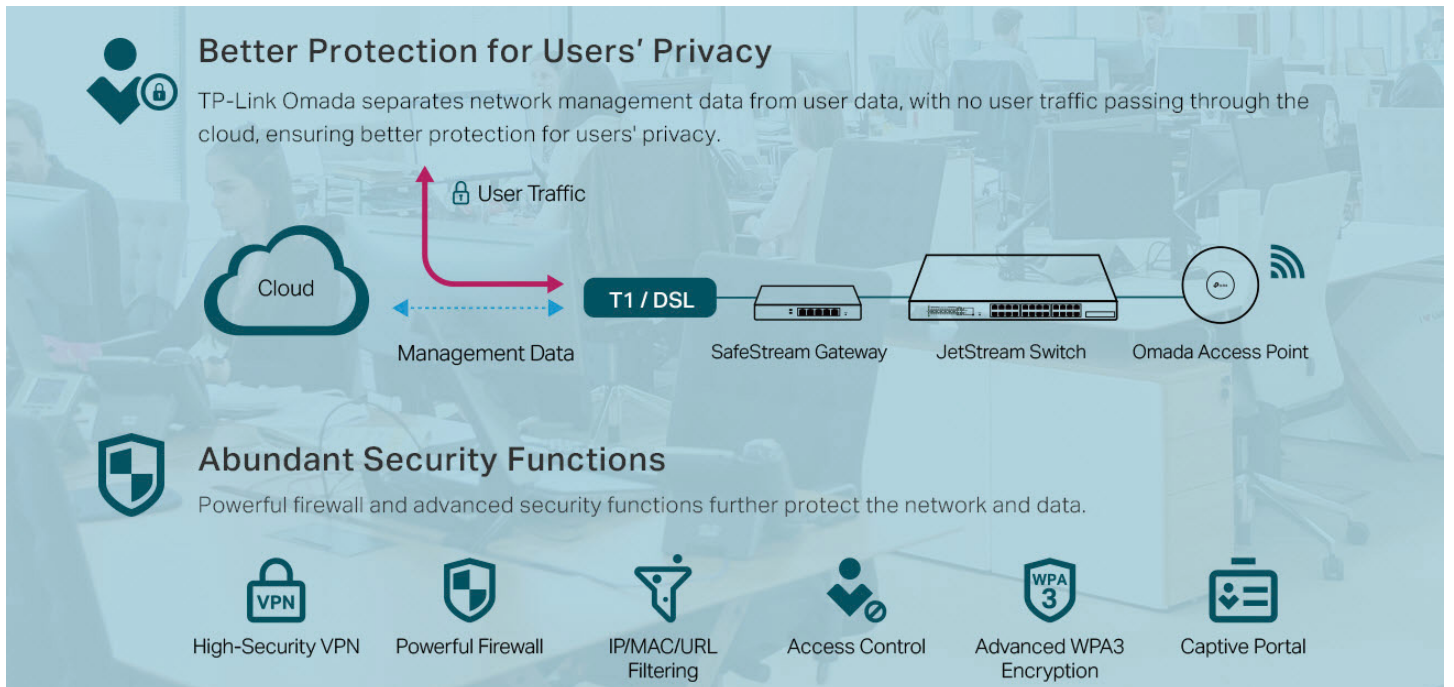 Better Protection for Users' Privacy
TP-Link Omada separates network management data from user data, with no user traffic passing through the
cloud, ensuring better protection for users' privacy.
User Traffic
Cloud
T1 / DSL
Management Data
SafeStream Gateway
JetStream Switch
Omada Access Point
Abundant Security Functions
Powerful firewall and advanced security functions further protect the network and data.
VPN
WPA
3
High-Security VPN
Powerful Firewall
IP/MAC/URL
Filtering
Access Control
Advanced WPA3
Encryption
Captive Portal